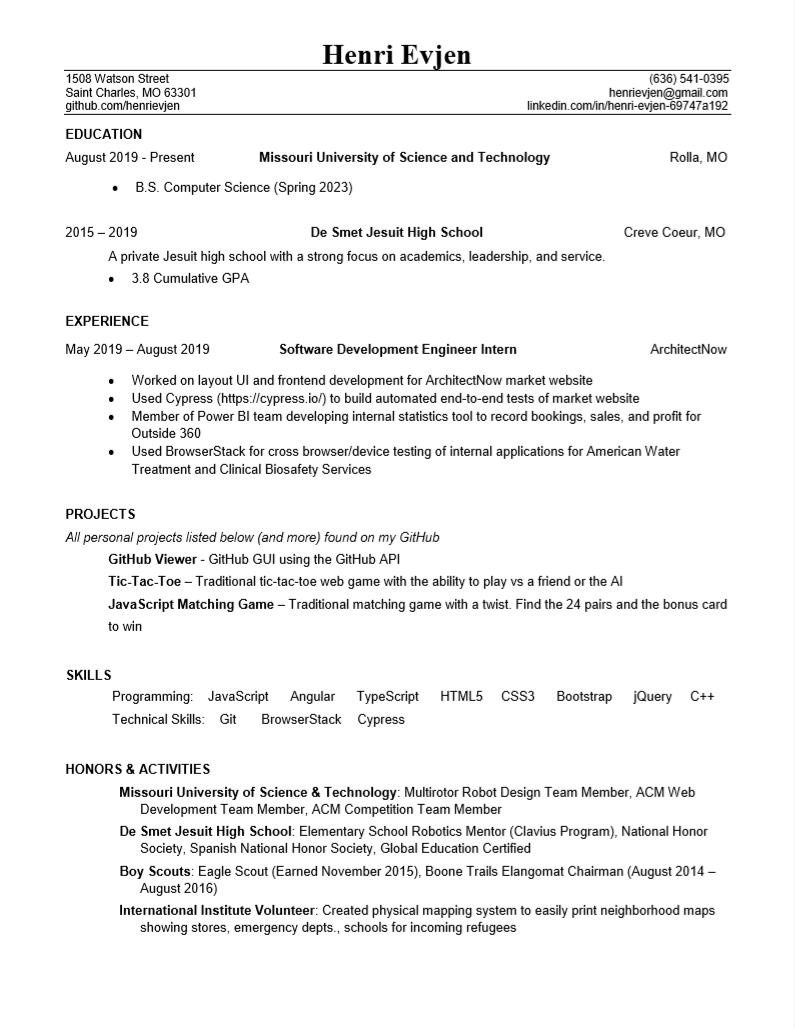 Henri Evjen
1508 Watson Street (636) 541-0395
Saint Charles, MO 63301 henrievjen@gmail.com
github.com/henrievjen linkedin.com/in/henri-evjen-69747a192
EDUCATION
August 2019 - Present Missouri University of Science and Technology Rolla, MO
• B.S. Computer Science (Spring 2023)
2015 – 2019 De Smet Jesuit High School Creve Coeur, MO
A private Jesuit high school with a strong focus on academics, leadership, and service.
• 3.8 Cumulative GPA
EXPERIENCE
May 2019 – August 2019 Software Development Engineer Intern ArchitectNow
• Worked on layout UI and frontend development for ArchitectNow market website
• Used Cypress (https://cypress.io/) to build automated end-to-end tests of market website
• Member of Power BI team developing internal statistics tool to record bookings, sales, and profit for
Outside 360
• Used BrowserStack for cross browser/device testing of internal applications for American Water
Treatment and Clinical Biosafety Services
PROJECTS
All personal projects listed below (and more) found on my GitHub
GitHub Viewer - GitHub GUI using the GitHub API
Tic-Tac-Toe – Traditional tic-tac-toe web game with the ability to play vs a friend or the AI
JavaScript Matching Game – Traditional matching game with a twist. Find the 24 pairs and the bonus card
to win
SKILLS
Programming: JavaScript Angular TypeScript HTML5 CSS3 Bootstrap jQuery C++
Technical Skills: Git BrowserStack Cypress
HONORS & ACTIVITIES
Missouri University of Science & Technology: Multirotor Robot Design Team Member, ACM Web
Development Team Member, ACM Competition Team Member
De Smet Jesuit High School: Elementary School Robotics Mentor (Clavius Program), National Honor
Society, Spanish National Honor Society, Global Education Certified
Boy Scouts: Eagle Scout (Earned November 2015), Boone Trails Elangomat Chairman (August 2014 –
August 2016)
International Institute Volunteer: Created physical mapping system to easily print neighborhood maps
showing stores, emergency depts., schools for incoming refugees